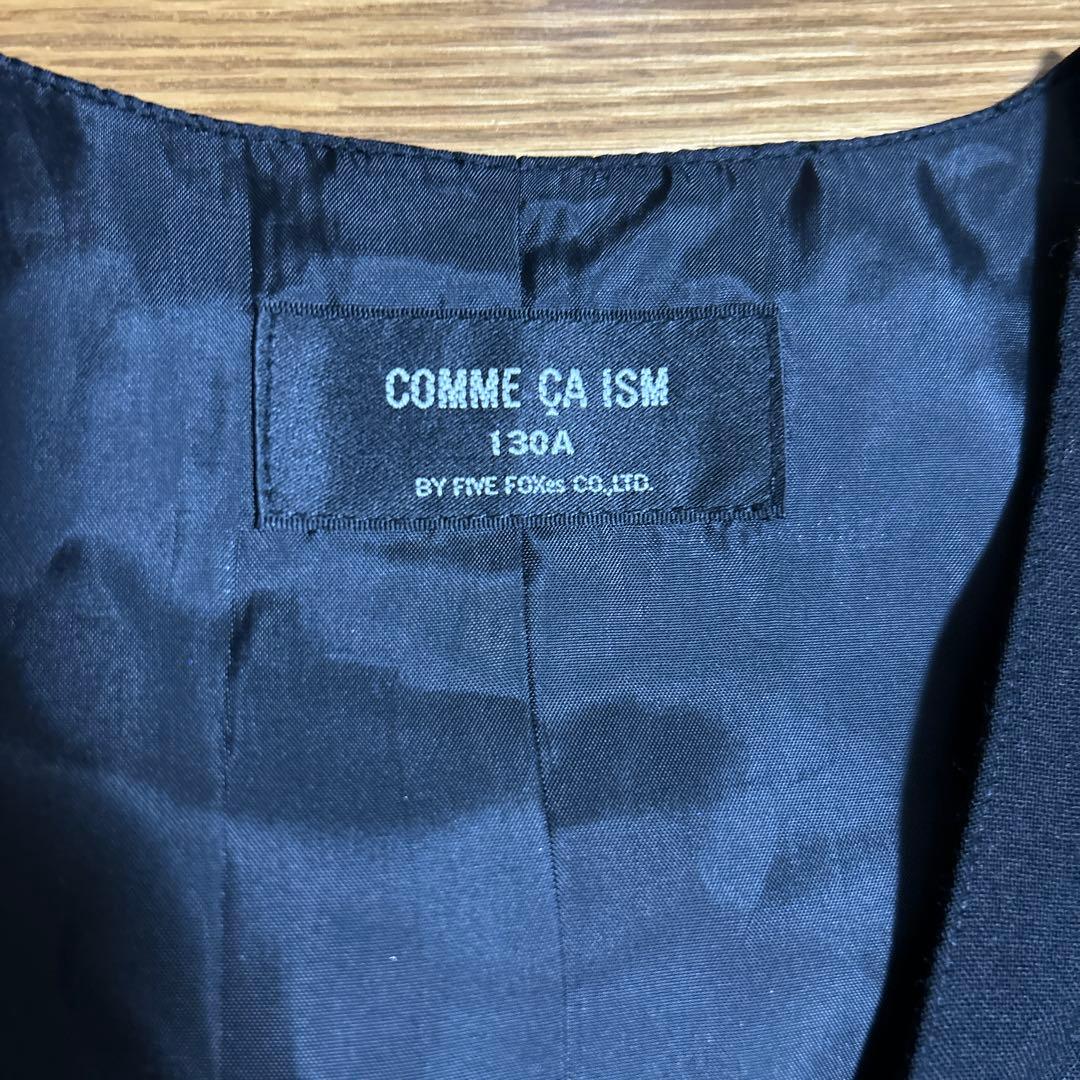 COMME ÇA ISM
130A
BY FIVE FOXes CO.,LTD.